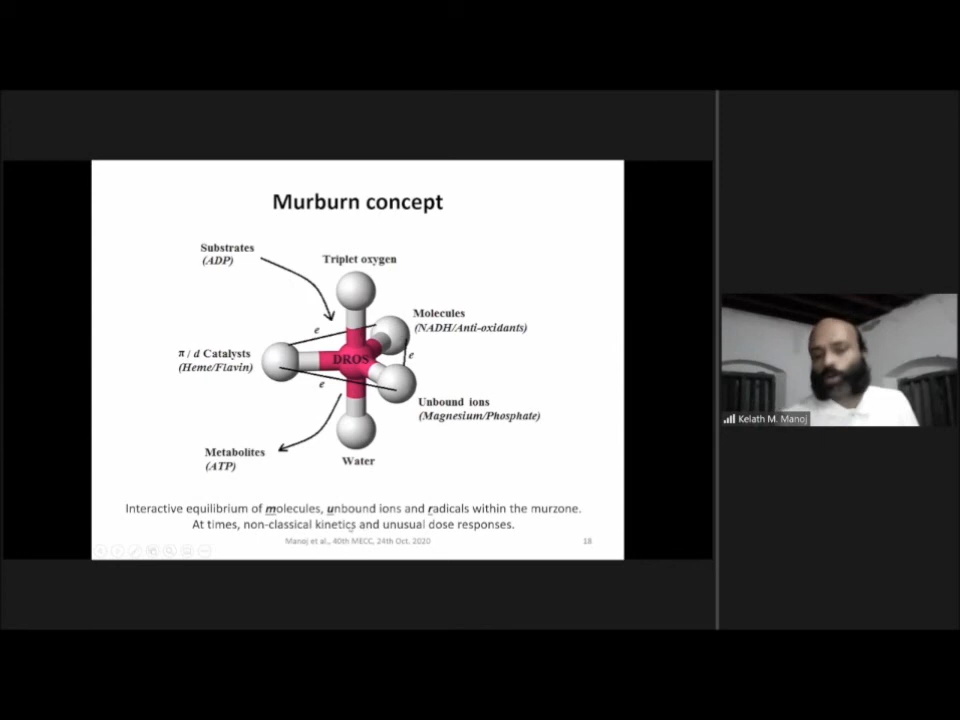 Murburn concept
Substrates
(ADP)
Triplet oxygen
Molecules
(NADH/Anti-oxidants)
e
e
e
π / d Catalysts
(Heme/Flavin)
DROS
Unbound ions
(Magnesium/Phosphate)
Metabolites
(ATP)
Water
Interactive equilibrium of molecules, unbound ions and radicals within the murzone.
At times, non-classical kinetics and unusual dose responses.
Manoj et al., 40th MECC, 24th Oct, 2020
18
Kelath M. Manoj